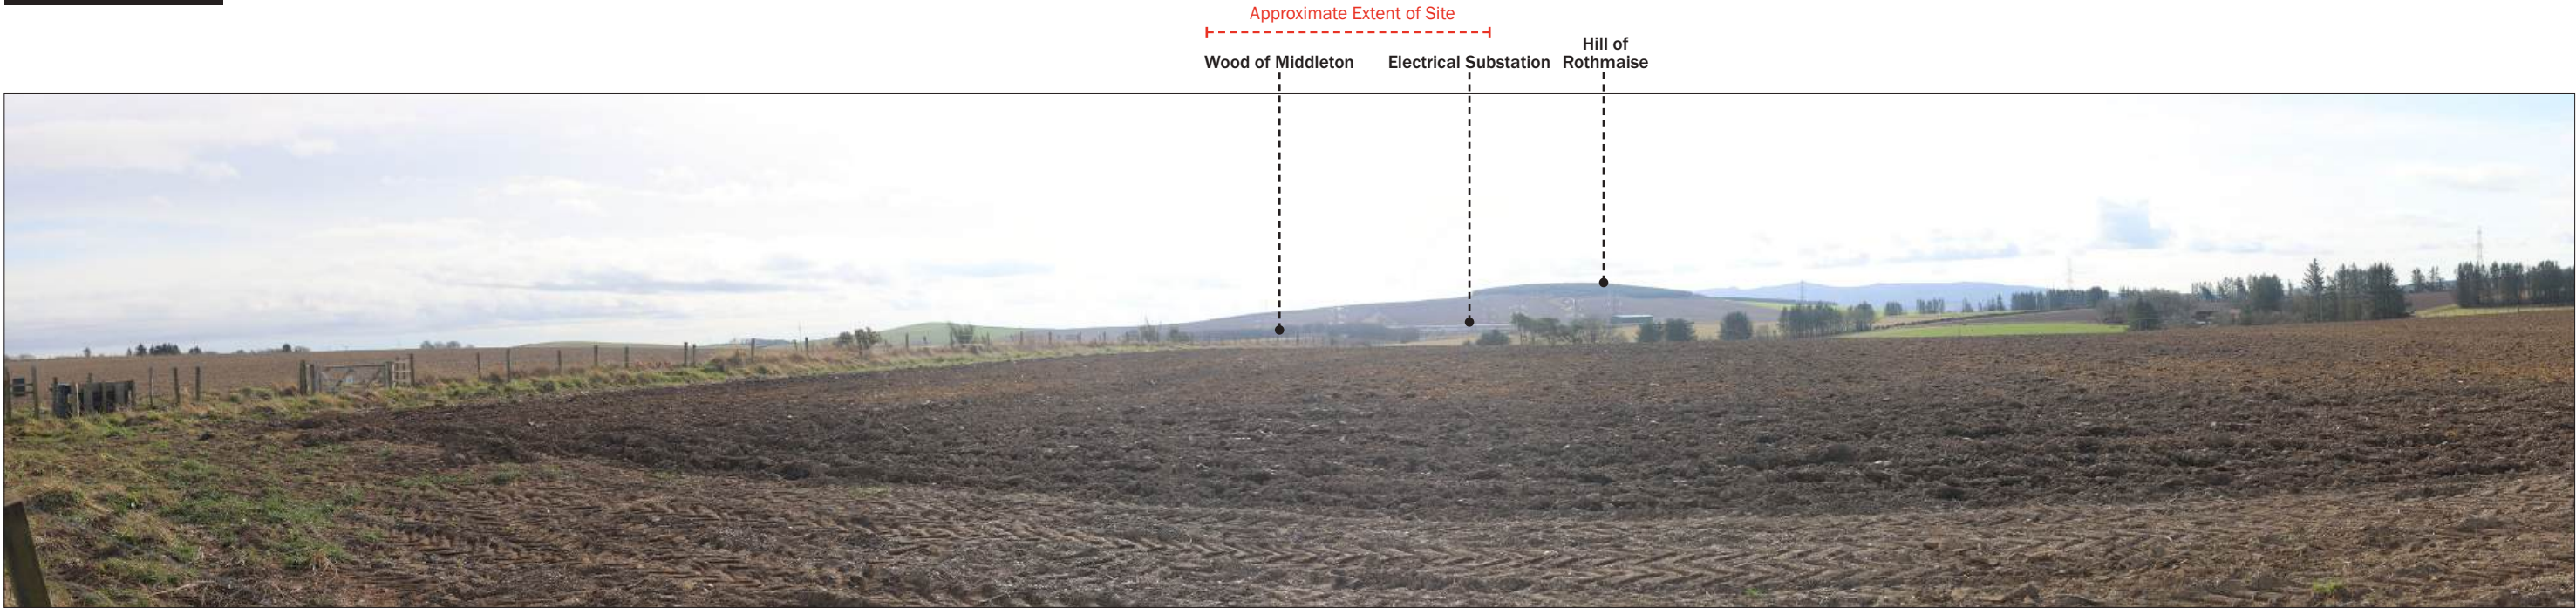 Approximate Extent of Site
Wood of Middleton
Electrical Substation
Hill of
Rothmaise